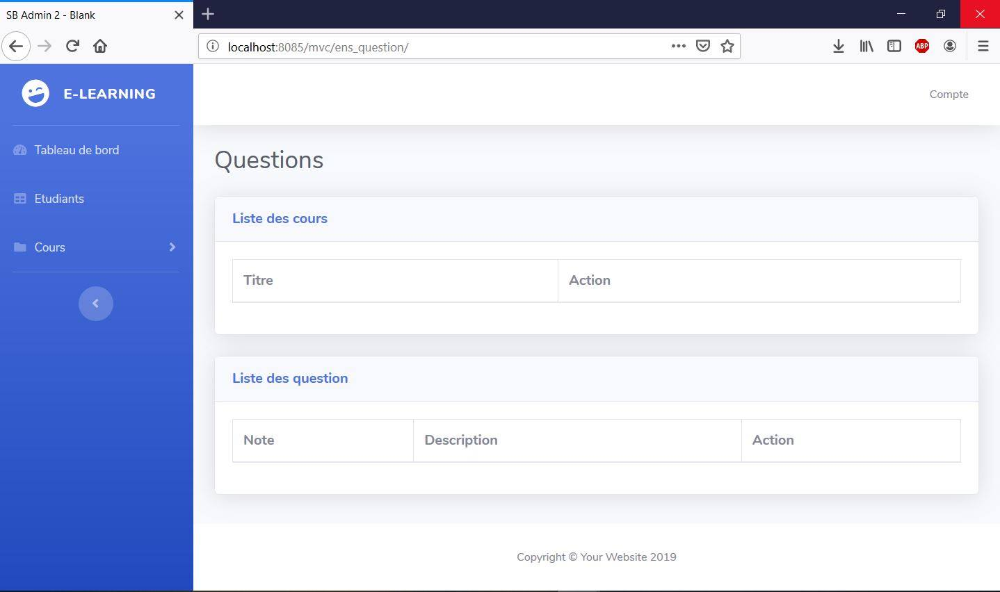 SB Admin 2 - Blank
localhost:8085/mvc/ens_question/
ABP
E-LEARNING
Compte
Tableau de bord
Etudiants
Cours
Questions
Liste des cours
Titre Action
Liste des question
Note Description Action
Copyright © Your Website 2019